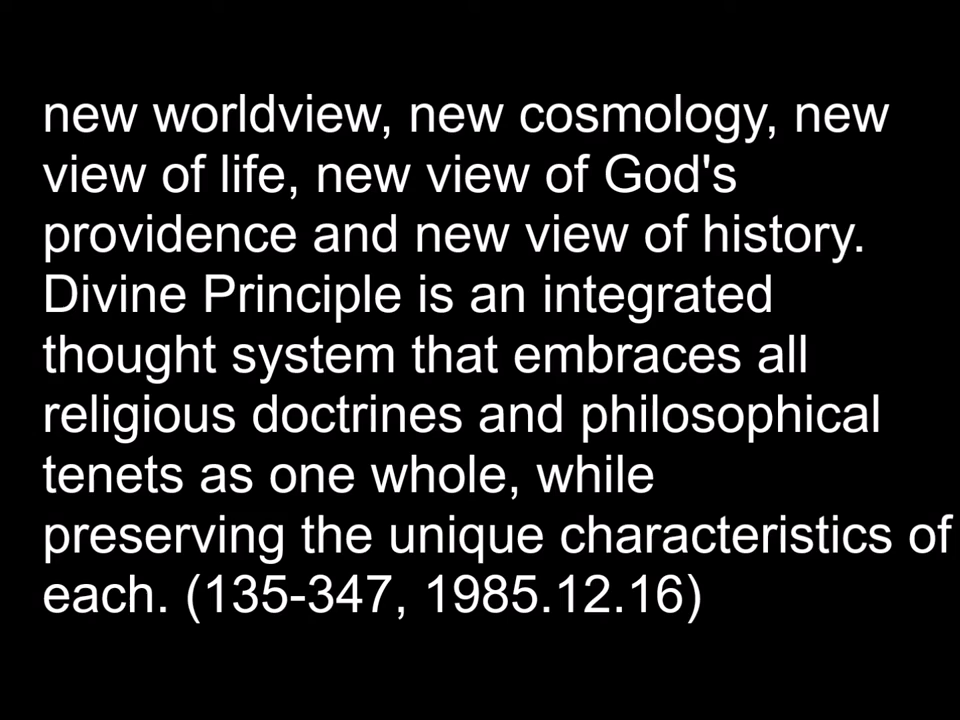 new worldview, new cosmology, new
view of life, new view of God's
providence and new view of history.
Divine Principle is an integrated
thought system that embraces all
religious doctrines and philosophical
tenets as one whole, while
preserving the unique characteristics of
each. (135-347, 1985.12.16)